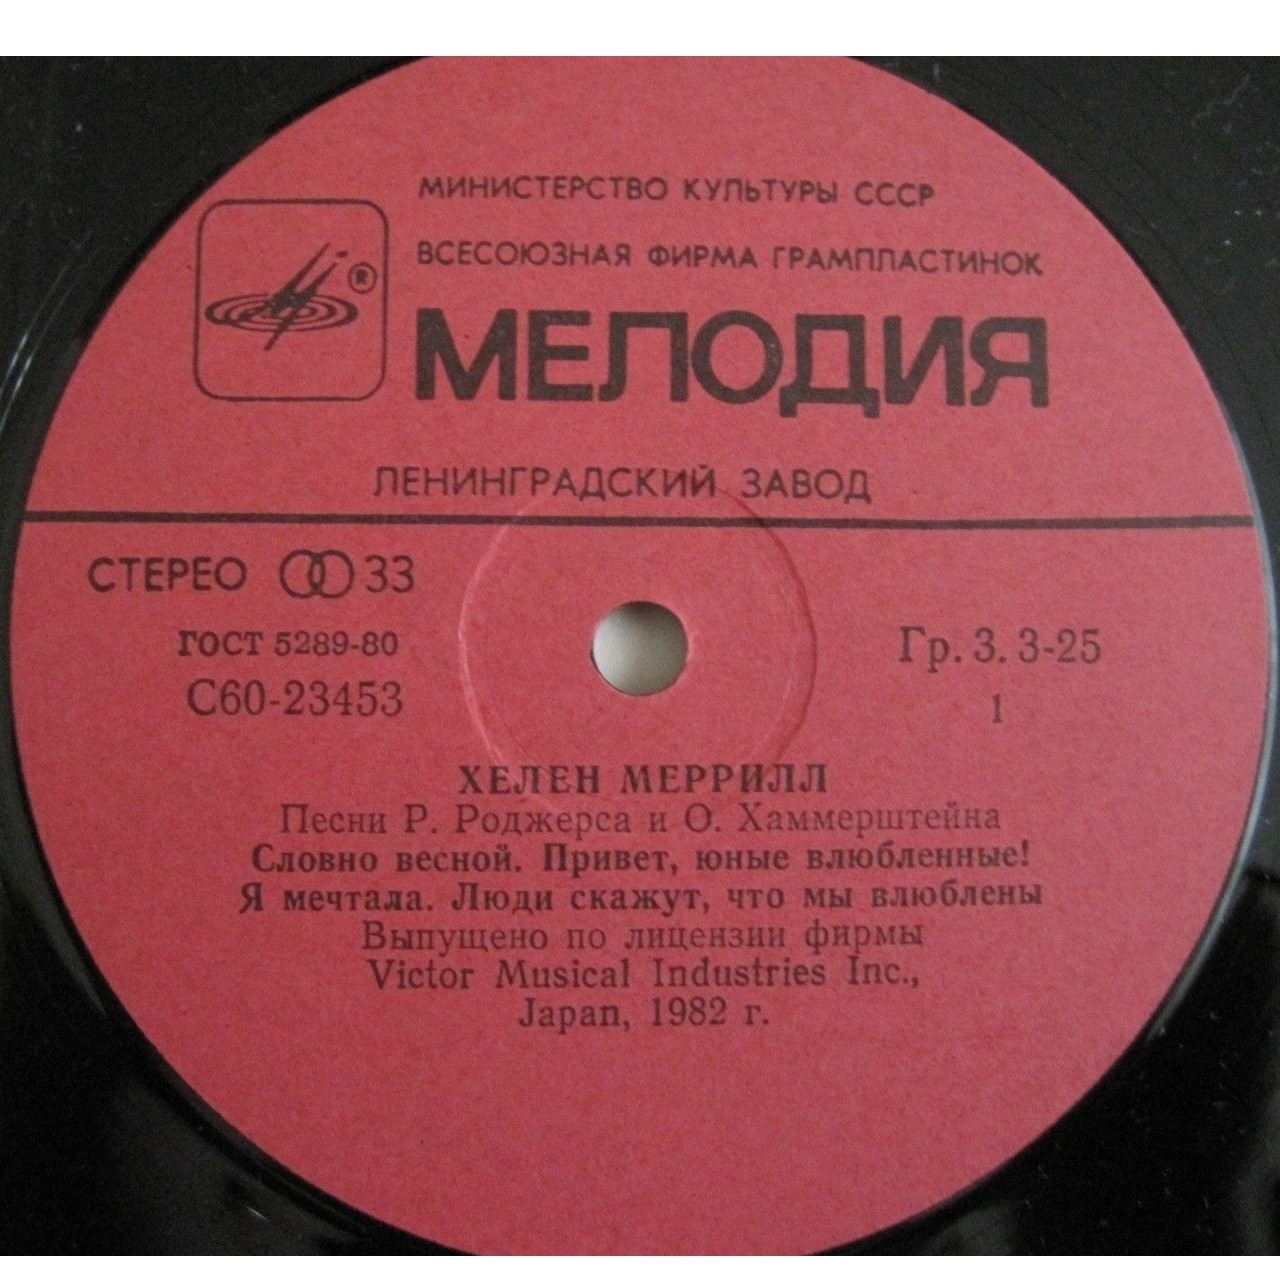 МИНИСТЕРСТВО КУЛЬТУРЫ СССР
ВСЕСОЮЗНАЯ ФИРМА ГРАМПЛАСТИНОК
®
МЕЛОДИЯ
ЛЕНИНГРАДСКИЙ ЗАВОД
СТЕРЕО 33
ГОСТ 5289-80
Гр. 3. 3-25
С60-23453
1
ХЕЛЕН МЕРРИЛЛ
Песни Р. Роджерса и О. Хаммерштейна
Словно весной. Привет, юные влюбленные!
Я мечтала. Люди скажут, что мы влюблены
Выпущено по лицензии фирмы
Victor Musical Industries Inc.,
Japan, 1982 г.